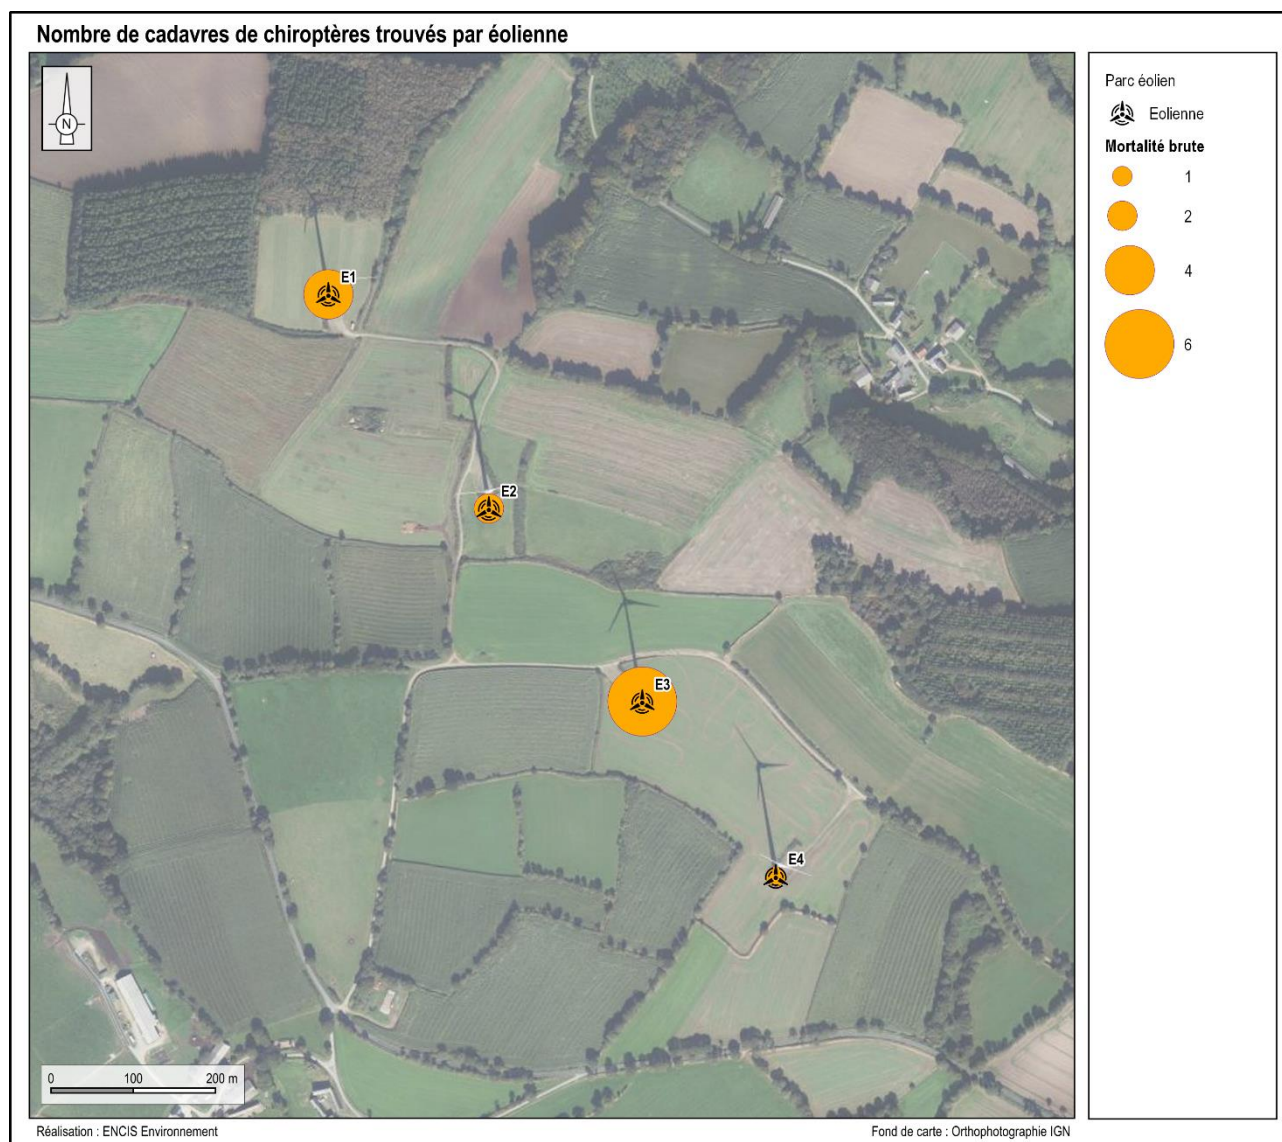 Nombre de cadavres de chiroptères trouvés par éolienne
N
E1
E2
E3
E4
0 100 200 m
Parc éolien
Eolienne
Mortalité brute
1
2
4
6
Réalisation : ENCIS Environnement
Fond de carte : Orthophotographie IGN